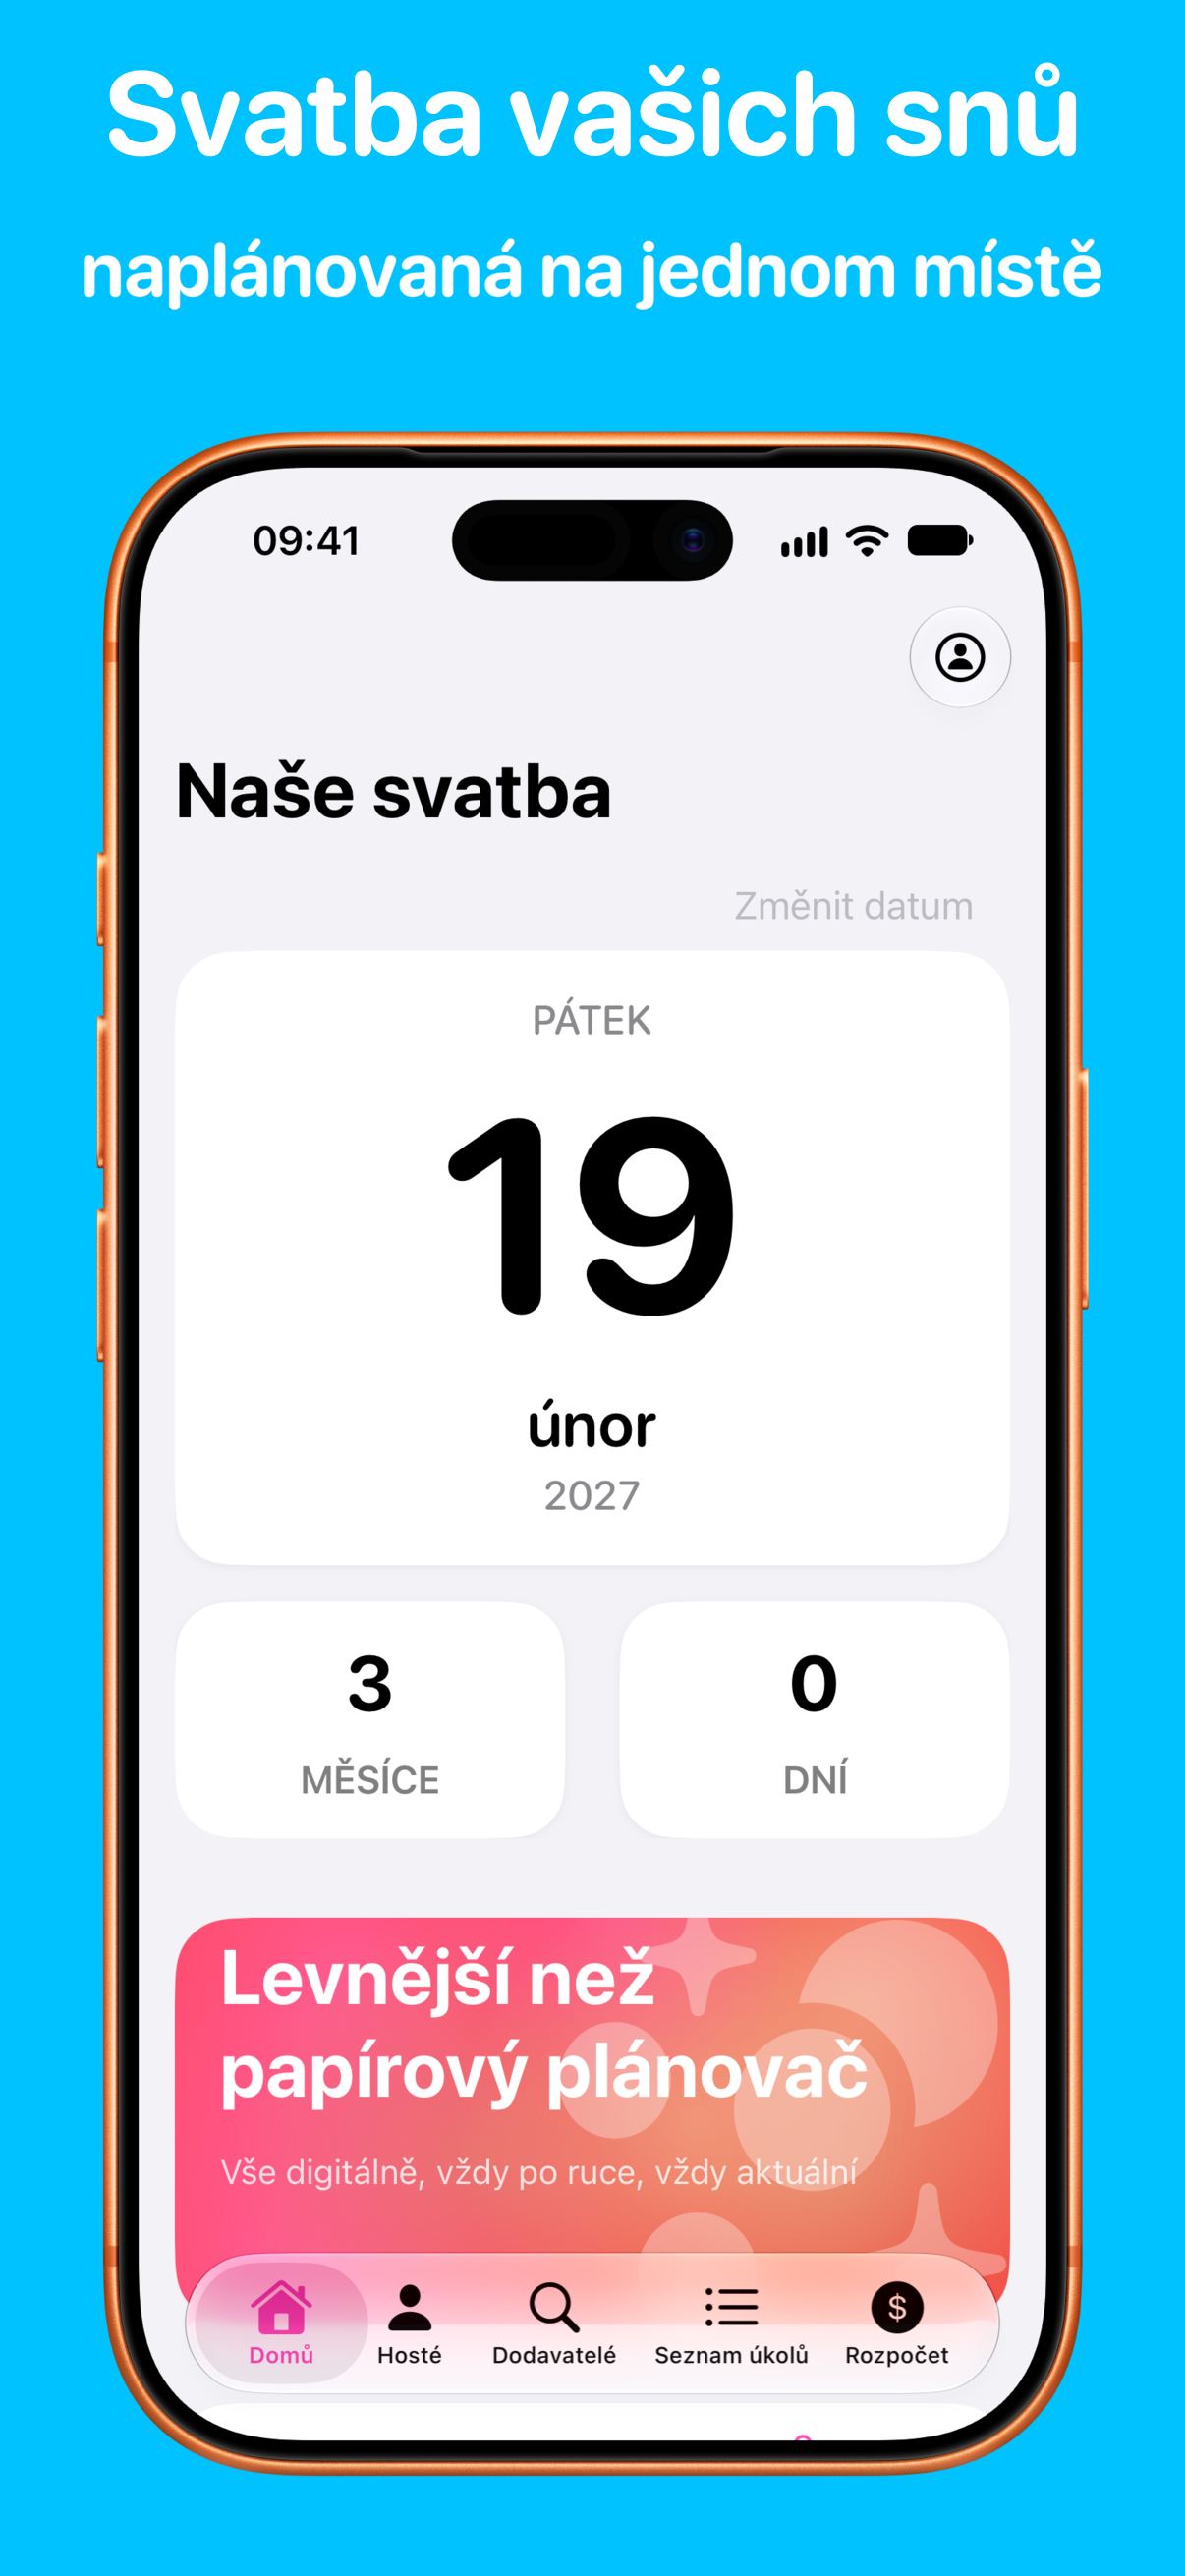 Svatba vašich snů
naplánovaná na jednom místě
09:41
Naše svatba
Změnit datum
PÁTEK
19
únor
2027
3
MĚSÍCE
0
DNÍ
Levnější než
papírový plánovač
Vše digitálně, vždy po ruce, vždy aktuální
Domů
Hosté
Dodavatelé
Seznam úkolů
$
Rozpočet